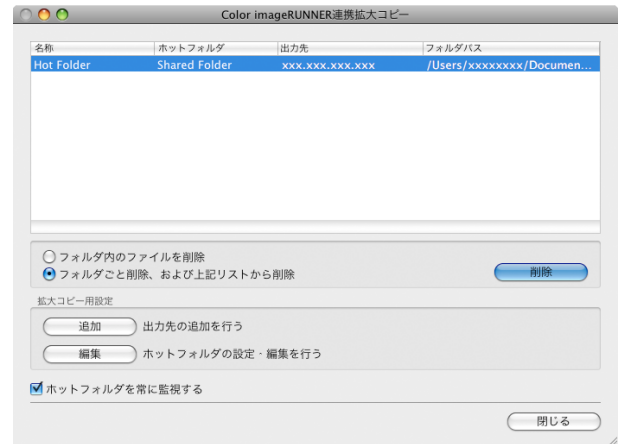 Color imageRUNNER連携拡大コピー
名称 ホットフォルダ 出力先 フォルダパス
Hot Folder Shared Folder xxx.xxx.xxx.xxx /Users/xxxxxxxx/Documen...
フォルダ内のファイルを削除
フォルダごと削除、および上記リストから削除 削除
拡大コピー用設定
追加 出力先の追加を行う
編集 ホットフォルダの設定・編集を行う
ホットフォルダを常に監視する
閉じる